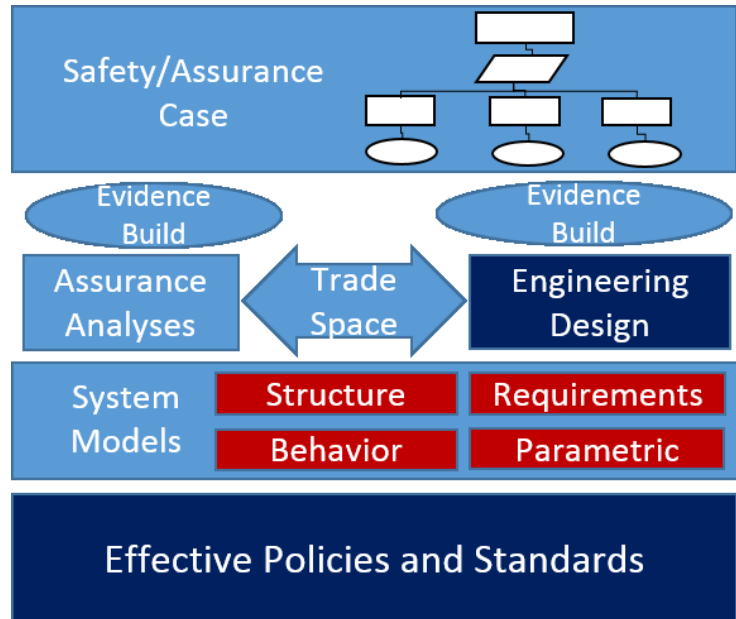 Safety/Assurance
Case
Evidence
Build
Evidence
Build
Assurance
Analyses
Trade
Space
Engineering
Design
System
Models
Structure
Requirements
Behavior
Parametric
Effective Policies and Standards